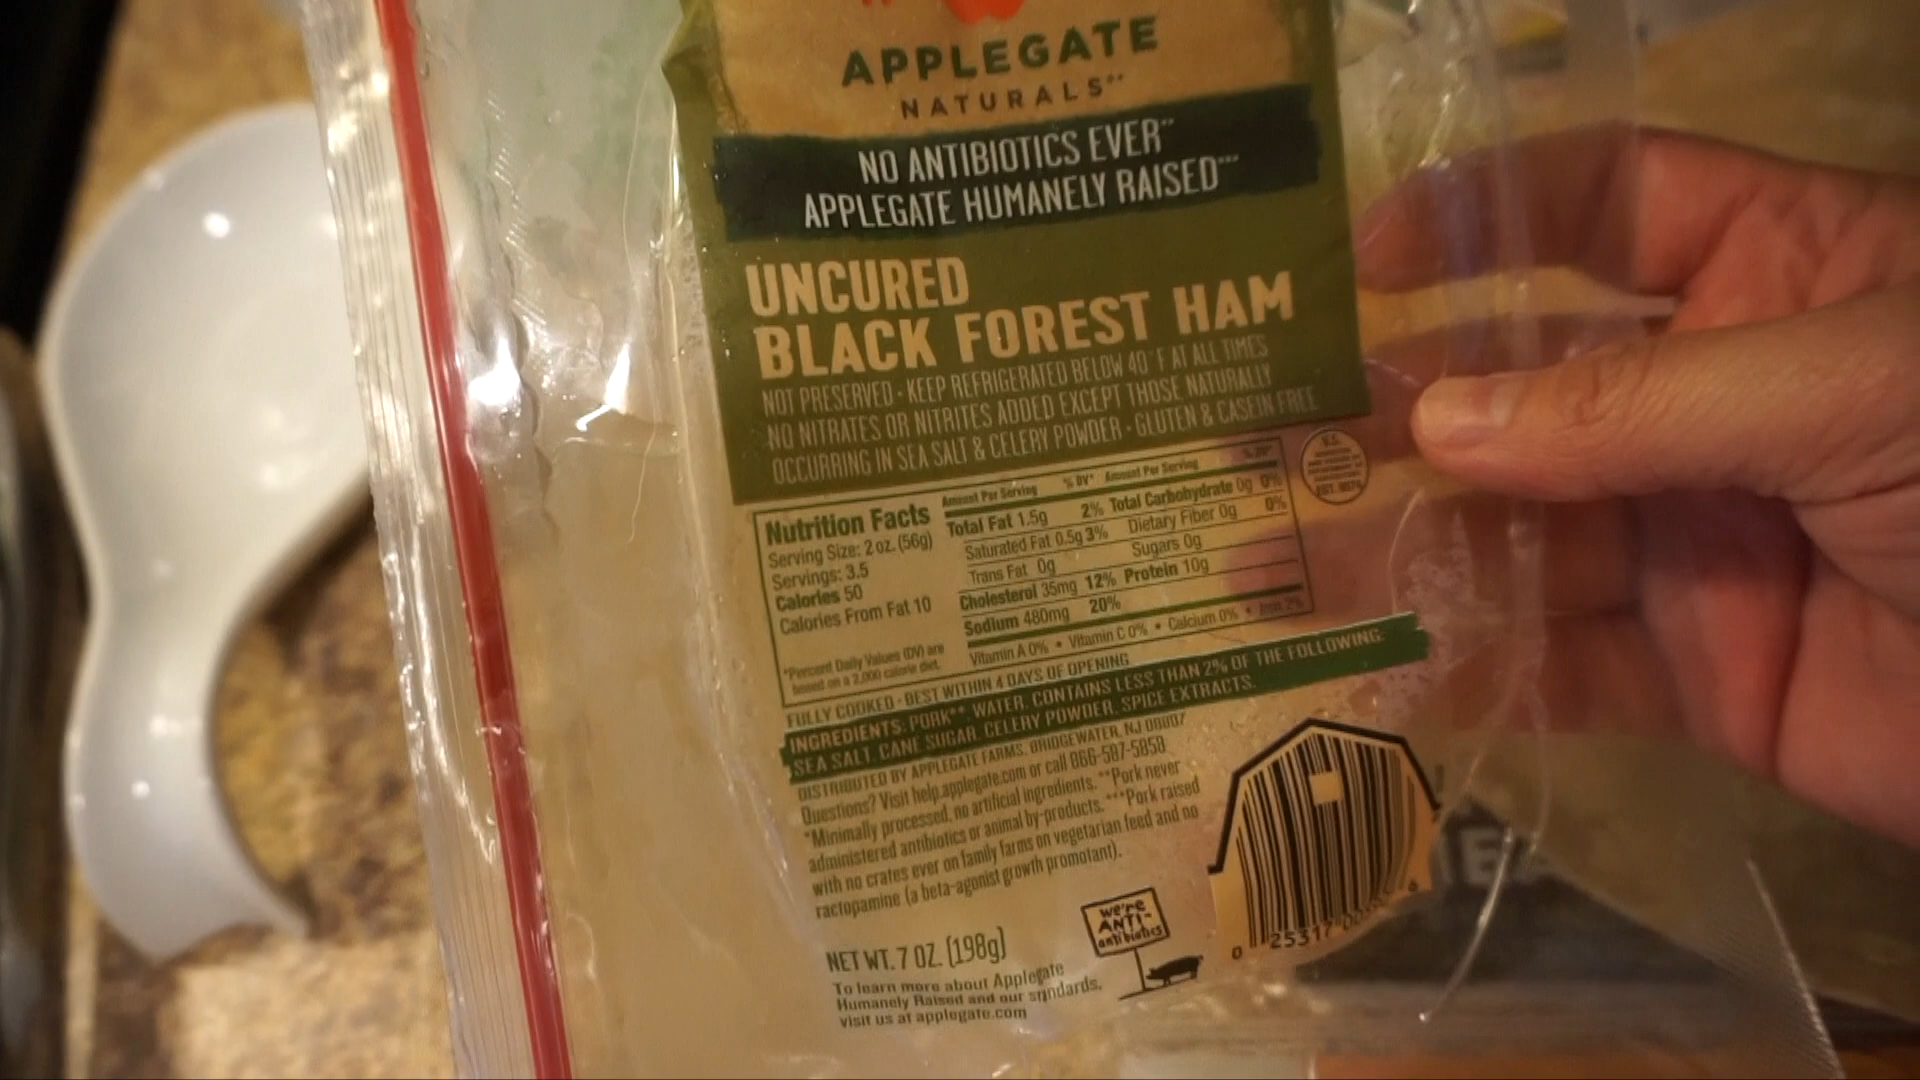 APPLEGATE
NATURALS
NO ANTIBIOTICS EVER**
APPLEGATE HUMANELY RAISED***
UNCURED
BLACK FOREST HAM
NOT PRESERVED - KEEP REFRIGERATED BELOW 40°F AT ALL TIMES
NO NITRATES OR NITRITES ADDED EXCEPT THOSE NATURALLY
OCCURRING IN SEA SALT & CELERY POWDER - GLUTEN & CASEIN FREE
Nutrition Facts
Serving Size: 2 oz. (56g)
Servings: 3.5
Calories 50
Calories From Fat 10
*Percent Daily Values (DV) are
based on a 2,000 calorie diet.
Amount Per Serving % DV*
Total Fat 1.5g 2%
Saturated Fat 0.5g 3%
Trans Fat 0g
Cholesterol 35mg 12%
Sodium 480mg 20%
Amount Per Serving % DV*
Total Carbohydrate 0g 0%
Dietary Fiber 0g 0%
Sugars 0g
Protein 10g
Vitamin A 0% • Vitamin C 0% • Calcium 0% • Iron 2%
U.S.
FULLY COOKED - BEST WITHIN 4 DAYS OF OPENING
INGREDIENTS: PORK**, WATER. CONTAINS LESS THAN 2% OF THE FOLLOWING:
SEA SALT, CANE SUGAR, CELERY POWDER, SPICE EXTRACTS.
DISTRIBUTED BY APPLEGATE FARMS, BRIDGEWATER, NJ 08807
Questions? Visit help.applegate.com or call 866-587-5858
*Minimally processed, no artificial ingredients. **Pork never
administered antibiotics or animal by-products. ***Pork raised
with no crates ever on family farms on vegetarian feed and no
ractopamine (a beta-agonist growth promotant).
we're
ANTI-
antibiotics
NET WT. 7 OZ. (198g)
To learn more about Applegate
Humanely Raised and our standards,
visit us at applegate.com
0 25317 6